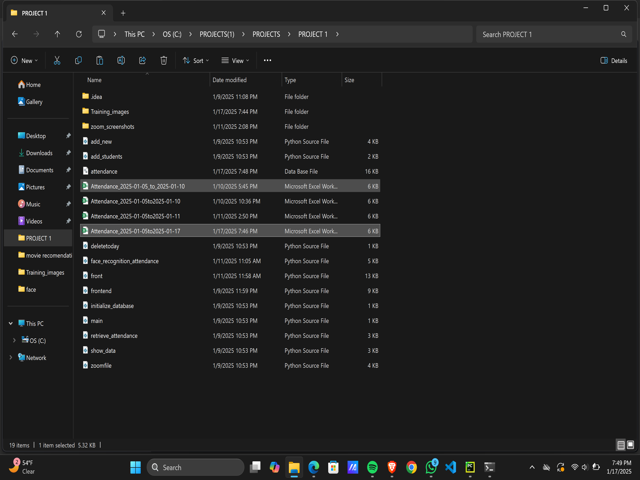 PROJECT 1
This PC > OS (C:) > PROJECTS(1) > PROJECTS > PROJECT 1 >
Search PROJECT 1
New
Sort
View
Details
Name Date modified Type Size
Home
Gallery
Desktop
Downloads
Documents
Pictures
Music
Videos
PROJECT 1
movie recomendati
Training_images
face
This PC
OS (C:)
Network
.idea 1/9/2025 11:08 PM File folder
Training_images 1/17/2025 7:44 PM File folder
zoom_screenshots 1/11/2025 2:08 PM File folder
add_new 1/9/2025 10:53 PM Python Source File 4 KB
add_students 1/9/2025 10:53 PM Python Source File 2 KB
attendance 1/17/2025 7:48 PM Data Base File 16 KB
Attendance_2025-01-05_to_2025-01-10 1/10/2025 5:45 PM Microsoft Excel Work... 6 KB
Attendance_2025-01-05to2025-01-10 1/10/2025 10:36 PM Microsoft Excel Work... 6 KB
Attendance_2025-01-05to2025-01-11 1/11/2025 2:50 PM Microsoft Excel Work... 6 KB
Attendance_2025-01-05to2025-01-17 1/17/2025 7:46 PM Microsoft Excel Work... 6 KB
deletetoday 1/9/2025 10:53 PM Python Source File 1 KB
face_recognition_attendance 1/11/2025 11:05 AM Python Source File 5 KB
front 1/11/2025 11:58 AM Python Source File 13 KB
frontend 1/9/2025 11:59 PM Python Source File 9 KB
initialize_database 1/9/2025 10:53 PM Python Source File 1 KB
main 1/9/2025 10:53 PM Python Source File 1 KB
retrieve_attendance 1/9/2025 10:53 PM Python Source File 3 KB
show_data 1/9/2025 10:53 PM Python Source File 3 KB
zoomfile 1/9/2025 10:53 PM Python Source File 4 KB
19 items 1 item selected 5.32 KB
54°F
Clear
Search
7:49 PM
1/17/2025